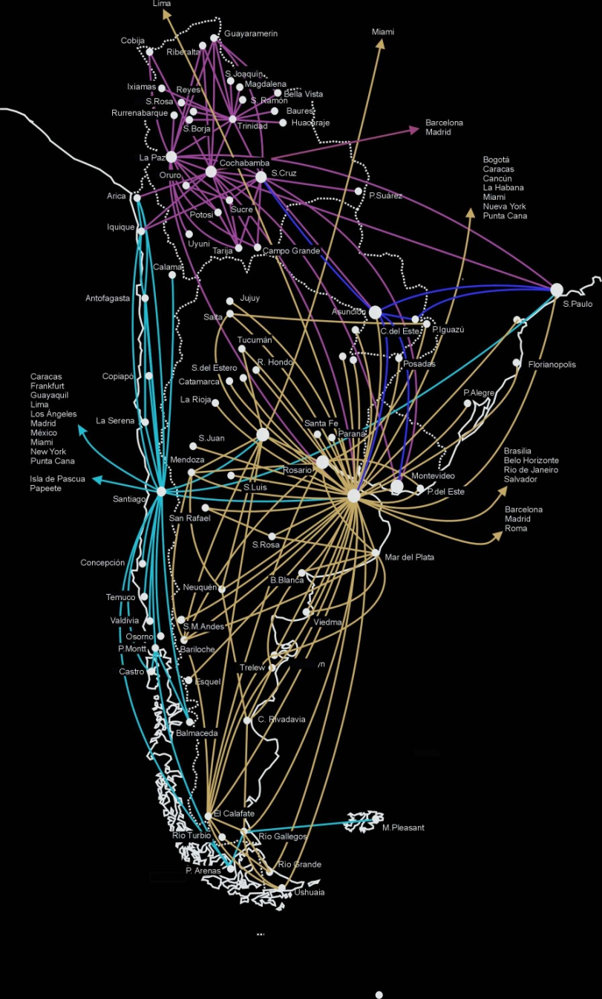 Lima
Miami
Cobija
Guayaramerin
Riberalta
S.Joaquin
Magdalena
Ixiamas
Reyes
Bella Vista
S.Rosa
S. Ramón
Rurrenabaque
Baures
S.Borja
Trinidad
Huacaraje
Barcelona
Madrid
La Paz
Cochabamba
S.Cruz
Oruro
Bogotá
Caracas
Cancún
La Habana
Miami
Nueva York
Punta Cana
Arica
P.Suárez
Potosi
Sucre
Iquique
Uyuni
Tarija
Campo Grande
Calama
Antofagasta
Jujuy
Salta
Asunción
S.Paulo
C.del Este
P.Iguazú
Tucumán
S.del Estero
R. Hondo
Posadas
Florianopolis
Copiapó
Catamarca
La Rioja
P.Alegre
Caracas
Frankfurt
Guayaquil
Lima
Los Ángeles
Madrid
México
Miami
New York
Punta Cana
La Serena
Santa Fe
Paraná
S.Juan
Mendoza
Rosario
Brasilia
Belo Horizonte
Rio de Janeiro
Salvador
Isla de Pascua
Papeete
Santiago
S.Luis
Montevideo
P.del Este
San Rafael
Barcelona
Madrid
Roma
S.Rosa
Mar del Plata
Concepción
B.Blanca
Neuquén
Temuco
Valdivia
Viedma
S.M.Andes
Osorno
P.Montt
Bariloche
Castro
Trelew
yn
Esquel
C. Rivadavia
Balmaceda
El Calafate
Rio Turbio
Rio Gallegos
M.Pleasant
P. Arenas
Rio Grande
Ushuaia